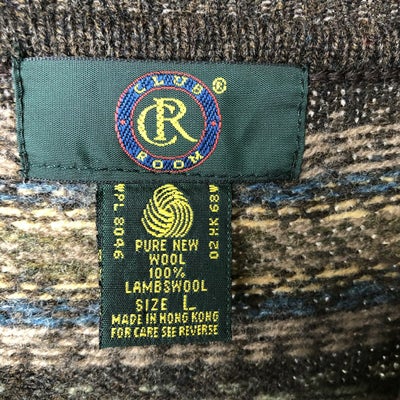 CLUB
CR
®
ROOM
WPL 8046
02 HK 68W
PURE NEW
WOOL
100%
LAMBSWOOL
SIZE L
MADE IN HONG KONG
FOR CARE SEE REVERSE